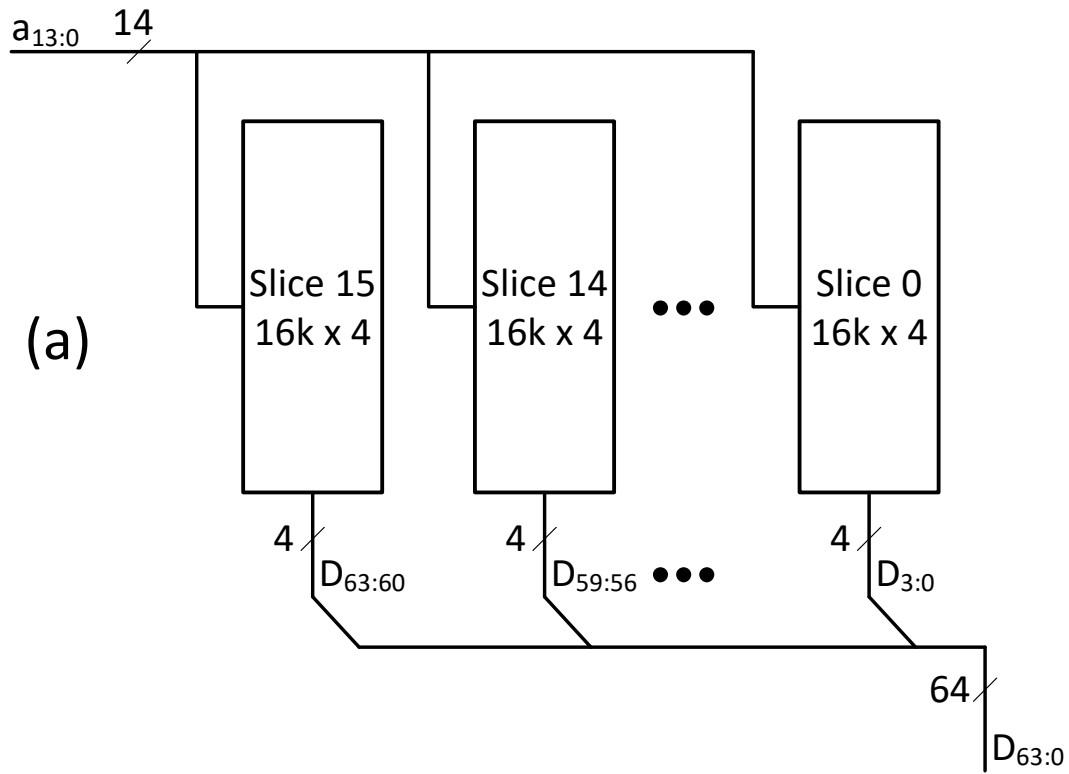 a13:0 14
Slice 15
16k x 4
Slice 14
16k x 4
Slice 0
16k x 4
(a)
4
4
4
D63:60
D59:56
D3:0
64
D63:0